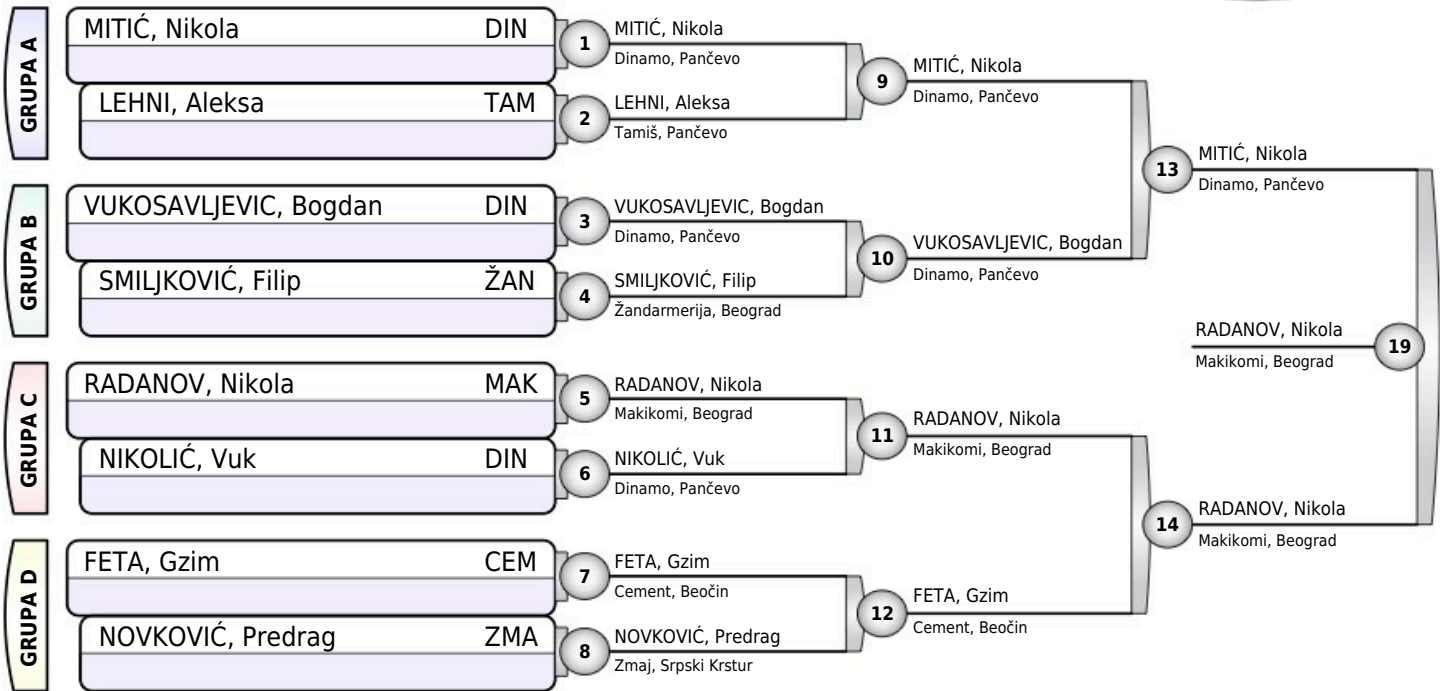 GRUPA A
MITIĆ, Nikola DIN
LEHNI, Aleksa TAM
1
MITIĆ, Nikola
Dinamo, Pančevo
2
LEHNI, Aleksa
Tamiš, Pančevo
GRUPA B
VUKOSAVLJEVIC, Bogdan DIN
SMILJKOVIĆ, Filip ŽAN
3
VUKOSAVLJEVIC, Bogdan
Dinamo, Pančevo
4
SMILJKOVIĆ, Filip
Žandarmerija, Beograd
GRUPA C
RADANOV, Nikola MAK
NIKOLIĆ, Vuk DIN
5
RADANOV, Nikola
Makikomi, Beograd
6
NIKOLIĆ, Vuk
Dinamo, Pančevo
GRUPA D
FETA, Gzim CEM
NOVKOVIĆ, Predrag ZMA
7
FETA, Gzim
Cement, Beočin
8
NOVKOVIĆ, Predrag
Zmaj, Srpski Krstur
9
MITIĆ, Nikola
Dinamo, Pančevo
10
VUKOSAVLJEVIC, Bogdan
Dinamo, Pančevo
11
RADANOV, Nikola
Makikomi, Beograd
12
FETA, Gzim
Cement, Beočin
13
MITIĆ, Nikola
Dinamo, Pančevo
14
RADANOV, Nikola
Makikomi, Beograd
RADANOV, Nikola
Makikomi, Beograd
19